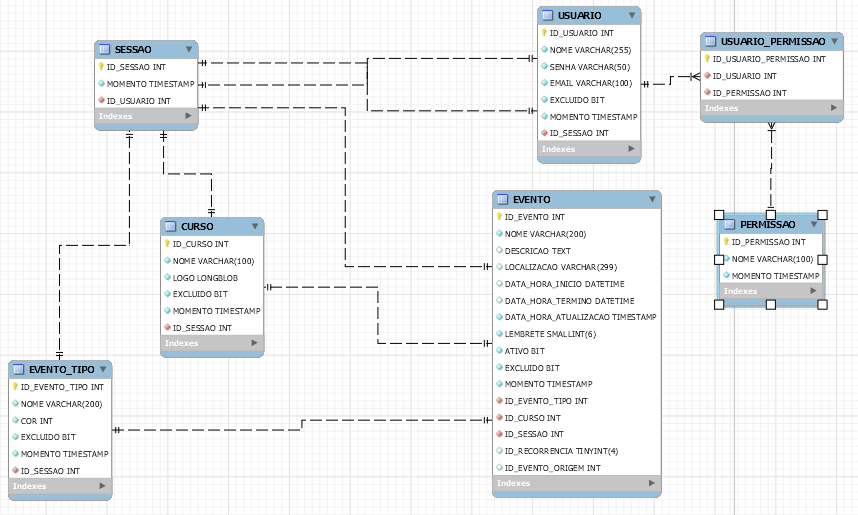 SESSAO
ID_SESSAO INT
MOMENTO TIMESTAMP
ID_USUARIO INT
Indexes
USUARIO
ID_USUARIO INT
NOME VARCHAR(255)
SENHA VARCHAR(50)
EMAIL VARCHAR(100)
EXCLUIDO BIT
MOMENTO TIMESTAMP
ID_SESSAO INT
Indexes
USUARIO_PERMISSAO
ID_USUARIO_PERMISSAO INT
ID_USUARIO INT
ID_PERMISSAO INT
Indexes
CURSO
ID_CURSO INT
NOME VARCHAR(100)
LOGO LONGBLOB
EXCLUIDO BIT
MOMENTO TIMESTAMP
ID_SESSAO INT
Indexes
EVENTO
ID_EVENTO INT
NOME VARCHAR(200)
DESCRICAO TEXT
LOCALIZACAO VARCHAR(299)
DATA_HORA_INICIO DATETIME
DATA_HORA_TERMINO DATETIME
DATA_HORA_ATUALIZACAO TIMESTAMP
LEMBRETE SMALLINT(6)
ATIVO BIT
EXCLUIDO BIT
MOMENTO TIMESTAMP
ID_EVENTO_TIPO INT
ID_CURSO INT
ID_SESSAO INT
ID_RECORRENCIA TINYINT(4)
ID_EVENTO_ORIGEM INT
Indexes
PERMISSAO
ID_PERMISSAO INT
NOME VARCHAR(100)
MOMENTO TIMESTAMP
Indexes
EVENTO_TIPO
ID_EVENTO_TIPO INT
NOME VARCHAR(200)
COR INT
EXCLUIDO BIT
MOMENTO TIMESTAMP
ID_SESSAO INT
Indexes